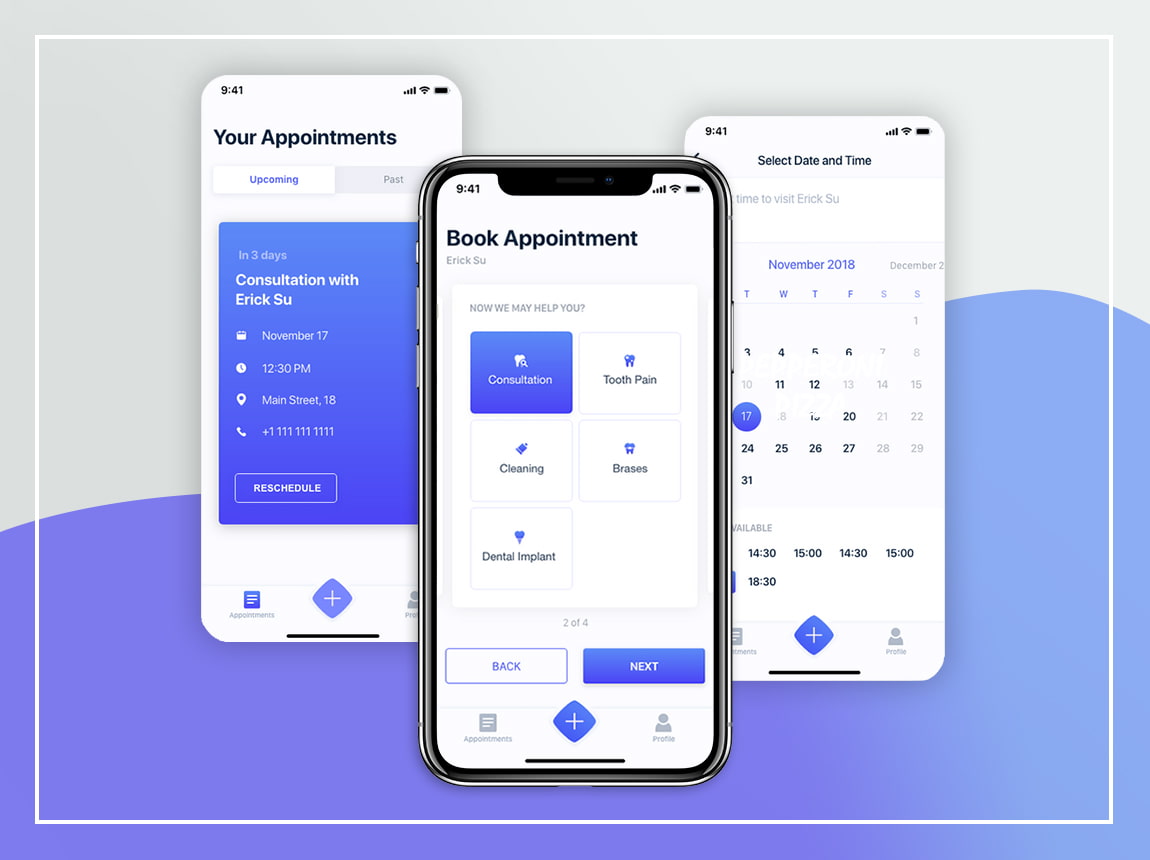 9:41
Your Appointments
Upcoming Past
In 3 days
Consultation with
Erick Su
November 17
12:30 PM
Main Street, 18
+1 111 111 1111
RESCHEDULE
Appointments
9:41
Book Appointment
Erick Su
NOW WE MAY HELP YOU?
Consultation Tooth Pain
Cleaning Brases
Dental Implant
2 of 4
BACK NEXT
Appointments Profile
9:41
Select Date and Time
time to visit Erick Su
November 2018 December 2
T W T F S S
1
3 4 5 6 7 8
PEPPERONI
10 11 12 13 14 15
PIZZA
17 19 20 21 22
24 25 26 27 28 29
31
14:30 15:00 14:30 15:00
18:30
Profile